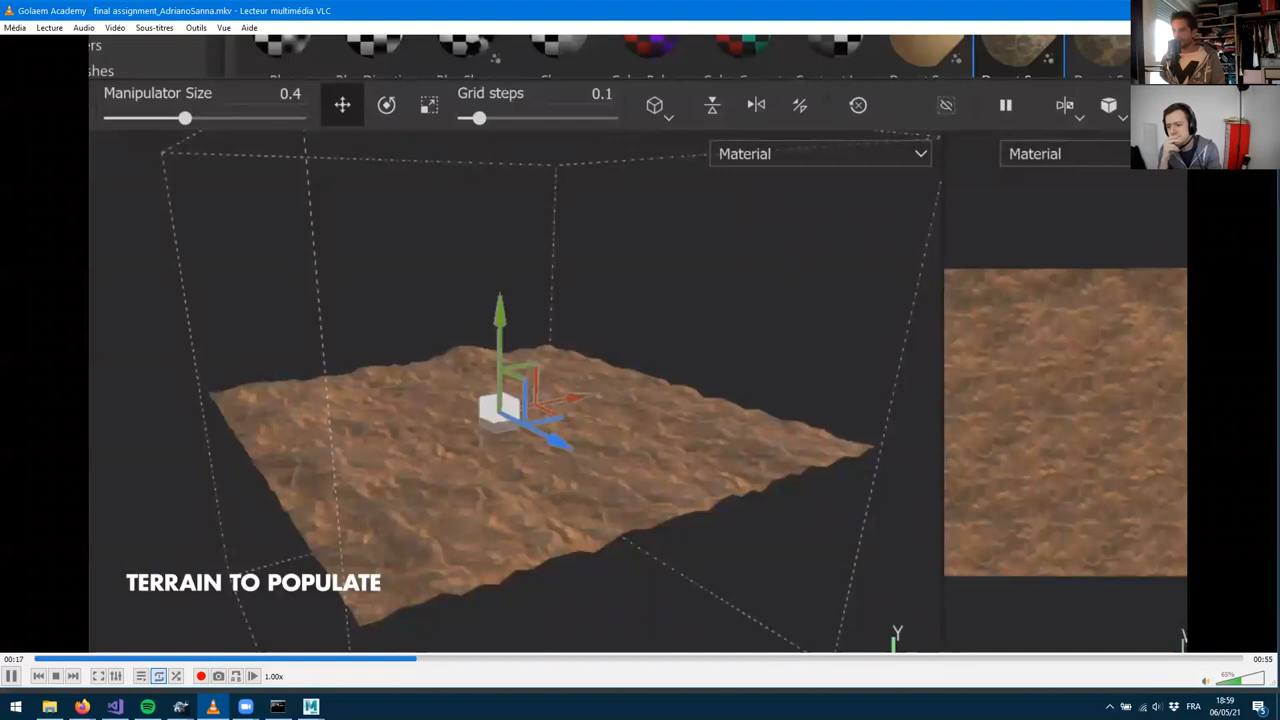 Golaem Academy   final assignment_AdrianoSanna.mkv - Lecteur multimédia VLC
Média Lecture Audio Vidéo Sous-titres Outils Vue Aide
Manipulator Size 0.4 Grid steps 0.1
Material Material
TERRAIN TO POPULATE
Y
00:17 00:55
1.00x 65%
FRA 18:59
06/05/21 5